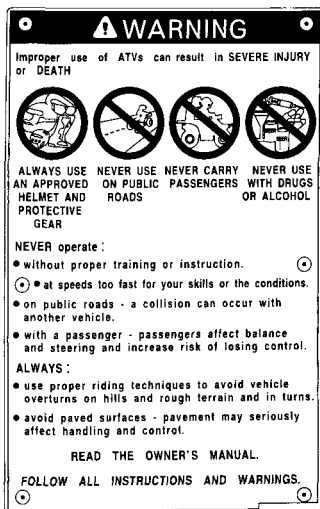 WARNING
Improper use of ATVs can result in SEVERE INJURY
or DEATH
ALWAYS USE
AN APPROVED
HELMET AND
PROTECTIVE
GEAR
NEVER USE
ON PUBLIC
ROADS
NEVER CARRY
PASSENGERS
NEVER USE
WITH DRUGS
OR ALCOHOL
NEVER operate :
• without proper training or instruction.
• at speeds too fast for your skills or the conditions.
• on public roads - a collision can occur with
another vehicle.
• with a passenger - passengers affect balance
and steering and increase risk of losing control.
ALWAYS :
• use proper riding techniques to avoid vehicle
overturns on hills and rough terrain and in turns.
• avoid paved surfaces - pavement may seriously
affect handling and control.
READ THE OWNER'S MANUAL.
FOLLOW ALL INSTRUCTIONS AND WARNINGS.